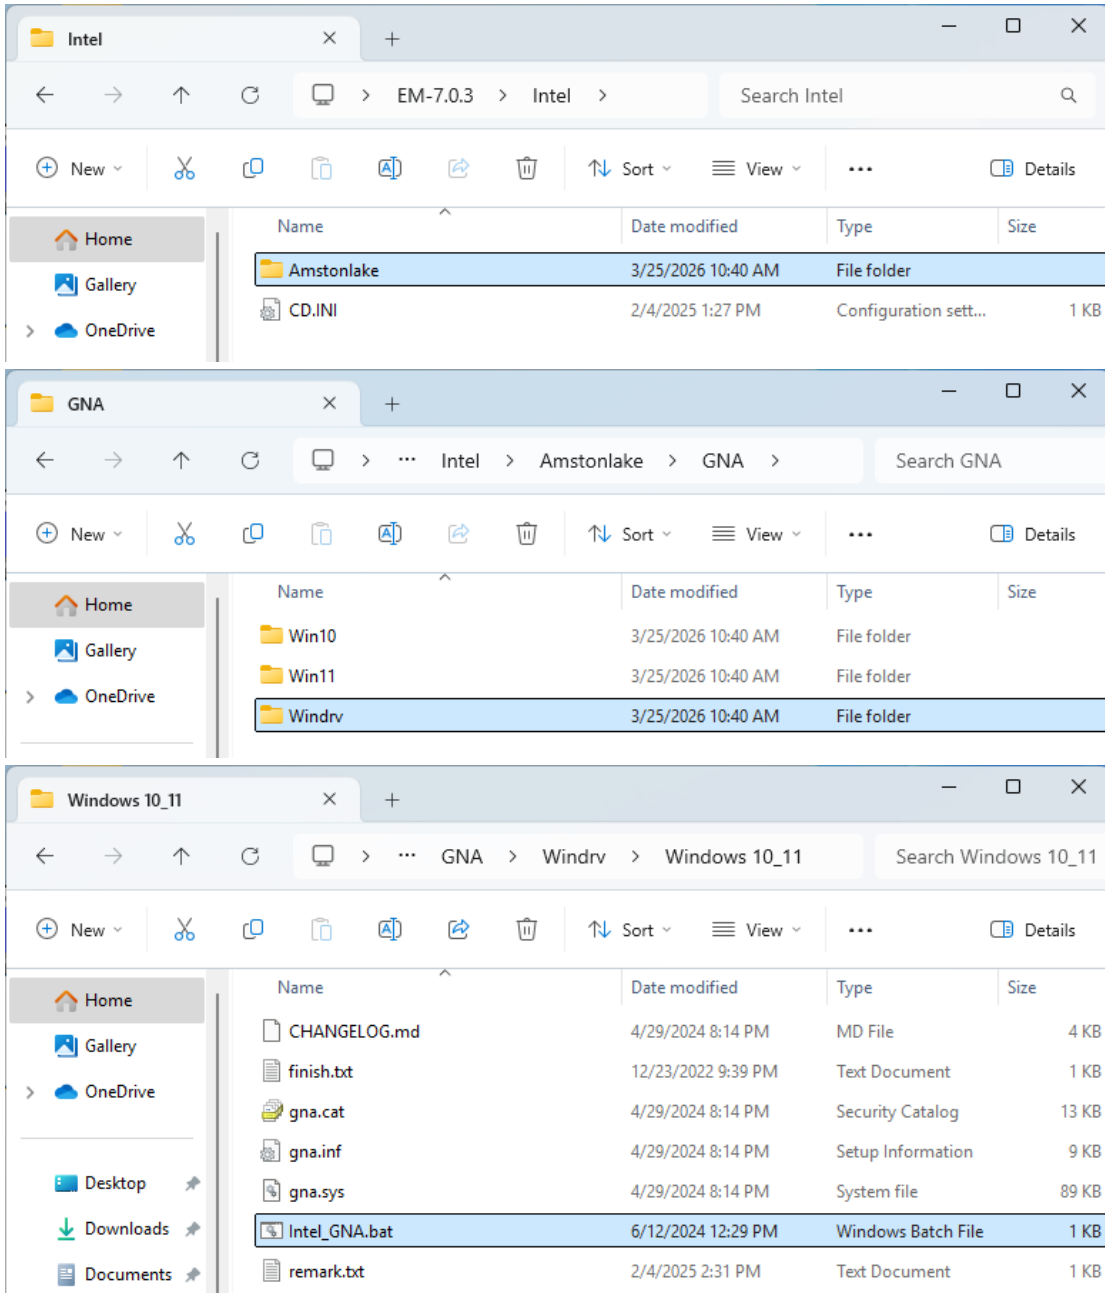 Intel
EM-7.0.3 Intel Search Intel
New Sort View Details
Name Date modified Type Size
Home
Gallery
OneDrive
Amstonlake 3/25/2026 10:40 AM File folder
CD.INI 2/4/2025 1:27 PM Configuration sett... 1 KB
GNA
... Intel Amstonlake GNA Search GNA
New Sort View ... Details
Name Date modified Type Size
Home
Gallery
OneDrive
Win10 3/25/2026 10:40 AM File folder
Win11 3/25/2026 10:40 AM File folder
Windrv 3/25/2026 10:40 AM File folder
Windows 10_11
... GNA Windrv Windows 10_11 Search Windows 10_11
New Sort View ... Details
Name Date modified Type Size
Home
Gallery
OneDrive
Desktop
Downloads
Documents
CHANGELOG.md 4/29/2024 8:14 PM MD File 4 KB
finish.txt 12/23/2022 9:39 PM Text Document 1 KB
gna.cat 4/29/2024 8:14 PM Security Catalog 13 KB
gna.inf 4/29/2024 8:14 PM Setup Information 9 KB
gna.sys 4/29/2024 8:14 PM System file 89 KB
Intel_GNA.bat 6/12/2024 12:29 PM Windows Batch File 1 KB
remark.txt 2/4/2025 2:31 PM Text Document 1 KB